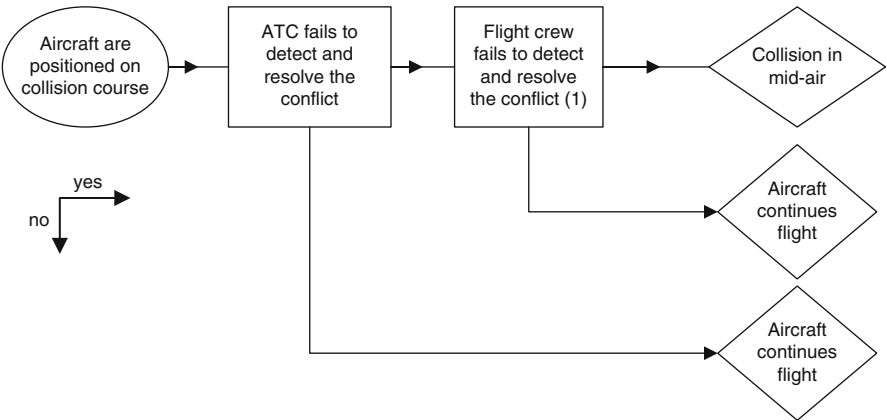 Aircraft are
positioned on
collision course
ATC fails to
detect and
resolve the
conflict
Flight crew
fails to detect
and resolve
the conflict (1)
Collision in
mid-air
yes
no
Aircraft
continues
flight
Aircraft
continues
flight